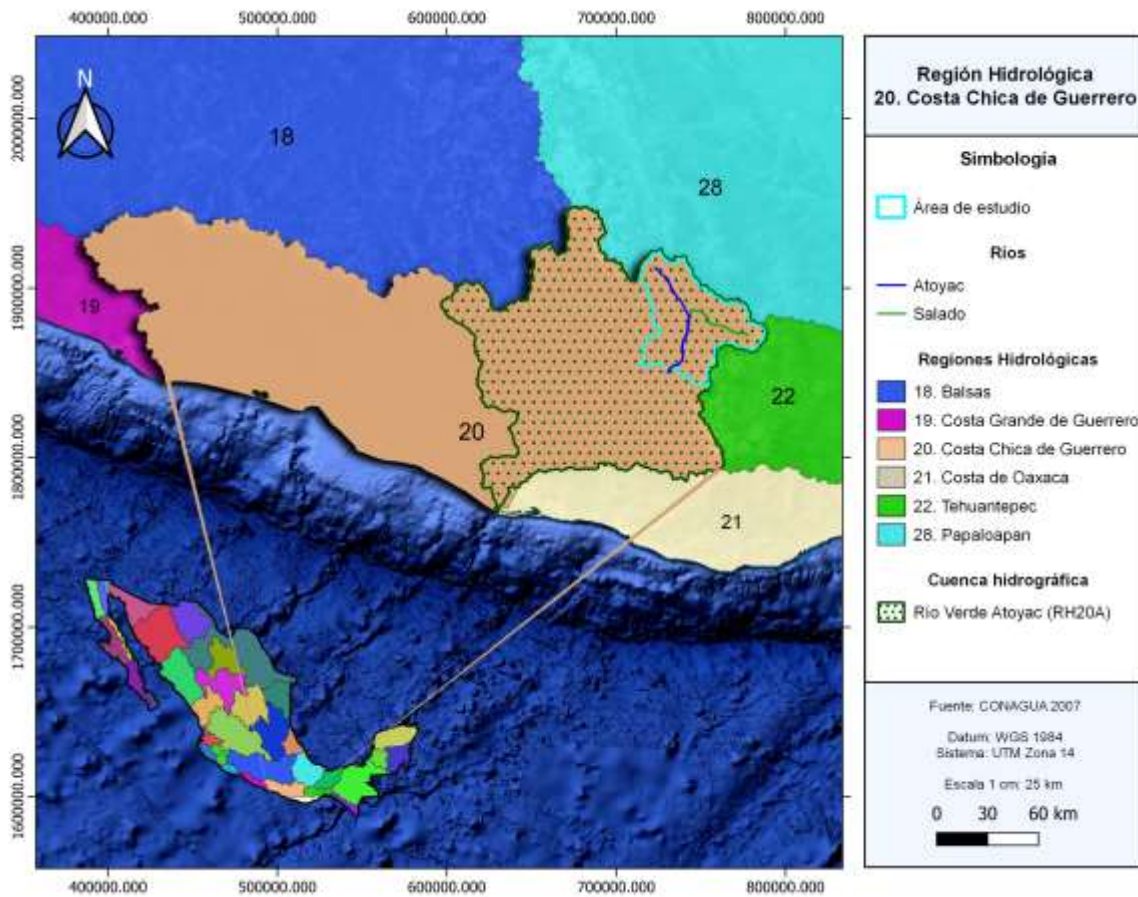 400000.000 500000.000 600000.000 700000.000 800000.000
2000000.000
1900000.000
1800000.000
1700000.000
1600000.000
N
18
28
19
20
22
21
400000.000 500000.000 600000.000 700000.000 800000.000
Región Hidrológica
20. Costa Chica de Guerrero
Simbología
Área de estudio
Ríos
Atoyac
Salado
Regiones Hidrológicas
18. Balsas
19. Costa Grande de Guerrero
20. Costa Chica de Guerrero
21. Costa de Oaxaca
22. Tehuantepec
28. Papaloapan
Cuenca hidrográfica
Río Verde Atoyac (RH20A)
Fuente: CONAGUA 2007
Datum: WGS 1984
Sistema: UTM Zona 14
Escala 1 cm: 25 km
0 30 60 km